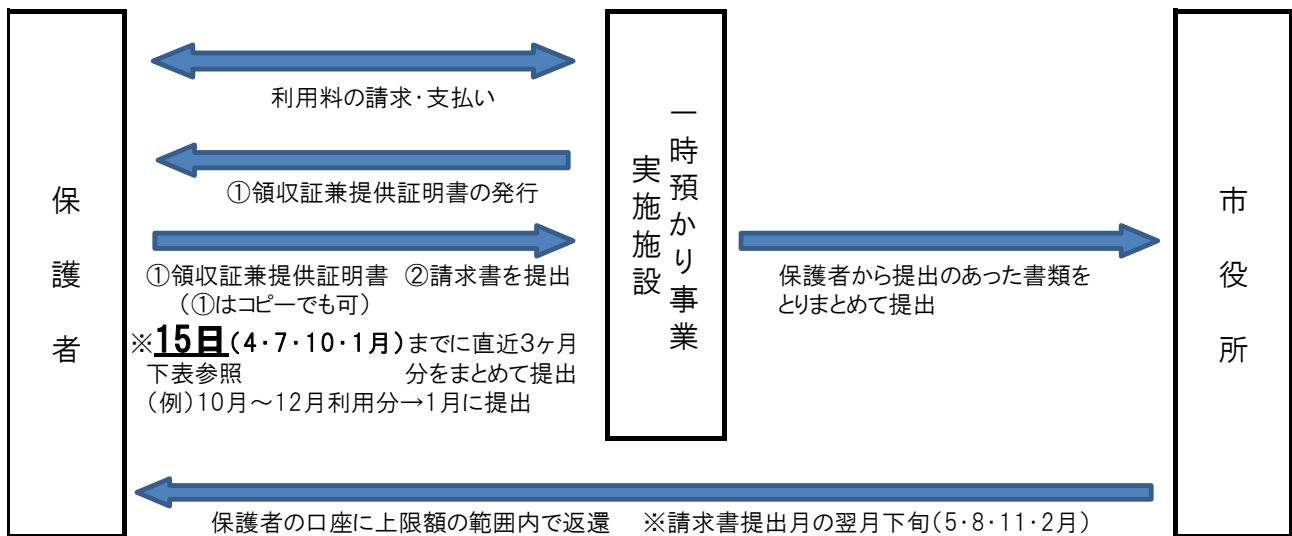 保護者
利用料の請求・支払い
①領収証兼提供証明書の発行
①領収証兼提供証明書 ②請求書を提出
(①はコピーでも可)
※15日(4・7・10・1月)までに直近3ヶ月
下表参照 分をまとめて提出
(例)10月～12月利用分→1月に提出
一時預かり事業
実施施設
保護者から提出のあった書類を
とりまとめて提出
市役所
保護者の口座に上限額の範囲内で返還 ※請求書提出月の翌月下旬(5・8・11・2月)